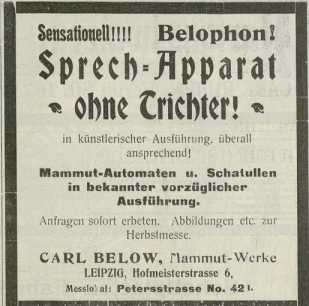 Sensationell!!!! Belophon!
Sprech-Apparat
ohne Trichter!
in künstlerischer Ausführung, überall
ansprechend!
Mammut-Automaten u. Schatullen
in bekannter vorzüglicher
Ausführung.
Anfragen sofort erbeten. Abbildungen etc. zur
Herbstmesse.
CARL BELOW, Mammut-Werke
LEIPZIG, Hofmeisterstrasse 6,
Messlokal: Petersstrasse No. 42 I.